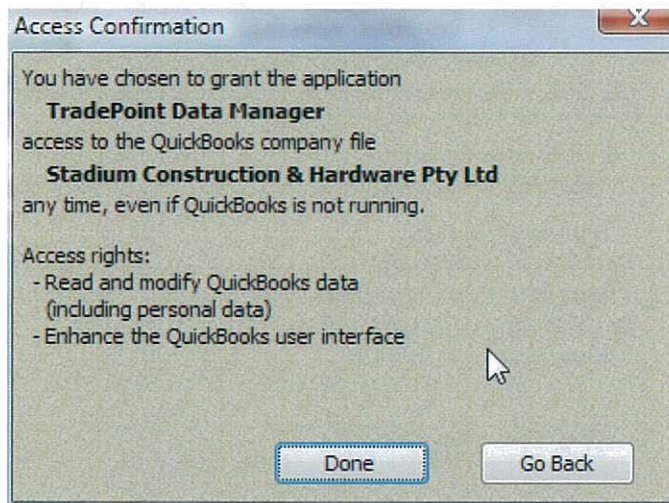 Access Confirmation
You have chosen to grant the application
TradePoint Data Manager
access to the QuickBooks company file
Stadium Construction & Hardware Pty Ltd
any time, even if QuickBooks is not running.
Access rights:
- Read and modify QuickBooks data
(including personal data)
- Enhance the QuickBooks user interface
Done
Go Back